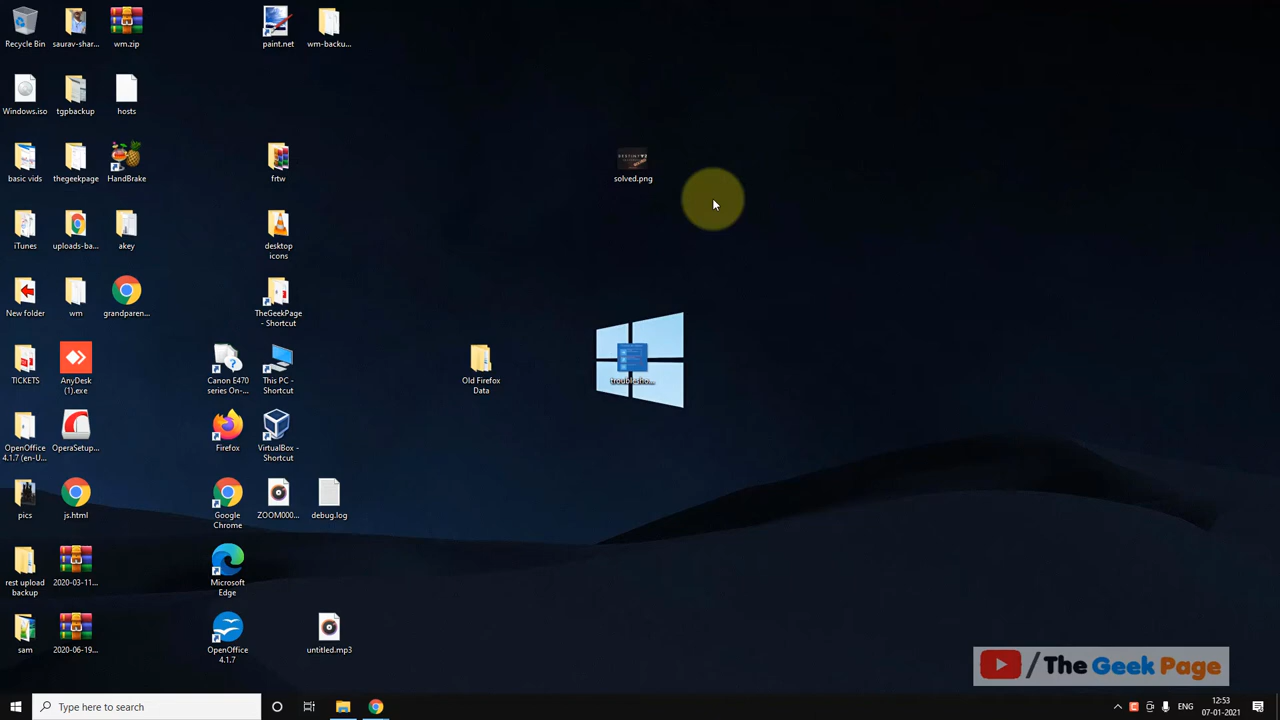 Recycle Bin
saurav-shar...
wm.zip
paint.net
wm-backu...
Windows.iso
tgpbackup
hosts
solved.png
basic vids
thegeekpage
HandBrake
frtw
iTunes
uploads-ba...
akey
desktop
icons
New folder
wm
grandparen...
TheGeekPage
- Shortcut
TICKETS
AnyDesk
(1).exe
Canon E470
series On-...
This PC -
Shortcut
Old Firefox
Data
troublesho...
OpenOffice
4.1.7 (en-U...
OperaSetup...
Firefox
VirtualBox -
Shortcut
pics
js.html
Google
Chrome
ZOOM000...
debug.log
rest upload
backup
2020-03-11...
Microsoft
Edge
sam
2020-06-19...
OpenOffice
4.1.7
untitled.mp3
/The Geek Page
Type here to search
ENG
12:53
07-01-2021